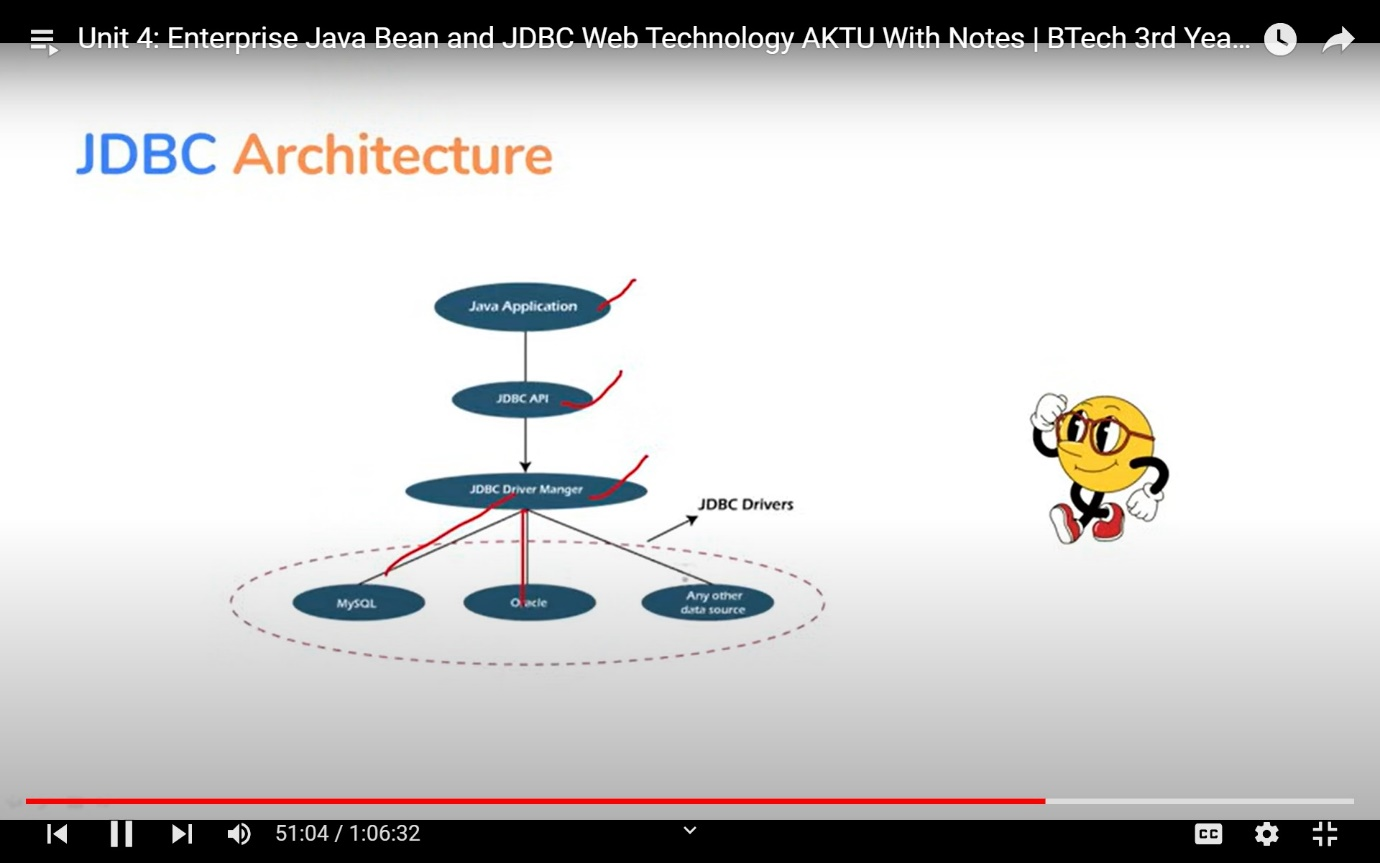 Unit 4: Enterprise Java Bean and JDBC Web Technology AKTU With Notes | BTech 3rd Yea...
JDBC Architecture
Java Application
JDBC API
JDBC Driver Manger
JDBC Drivers
MySQL
Oracle
Any other
data source
51:04 / 1:06:32
CC